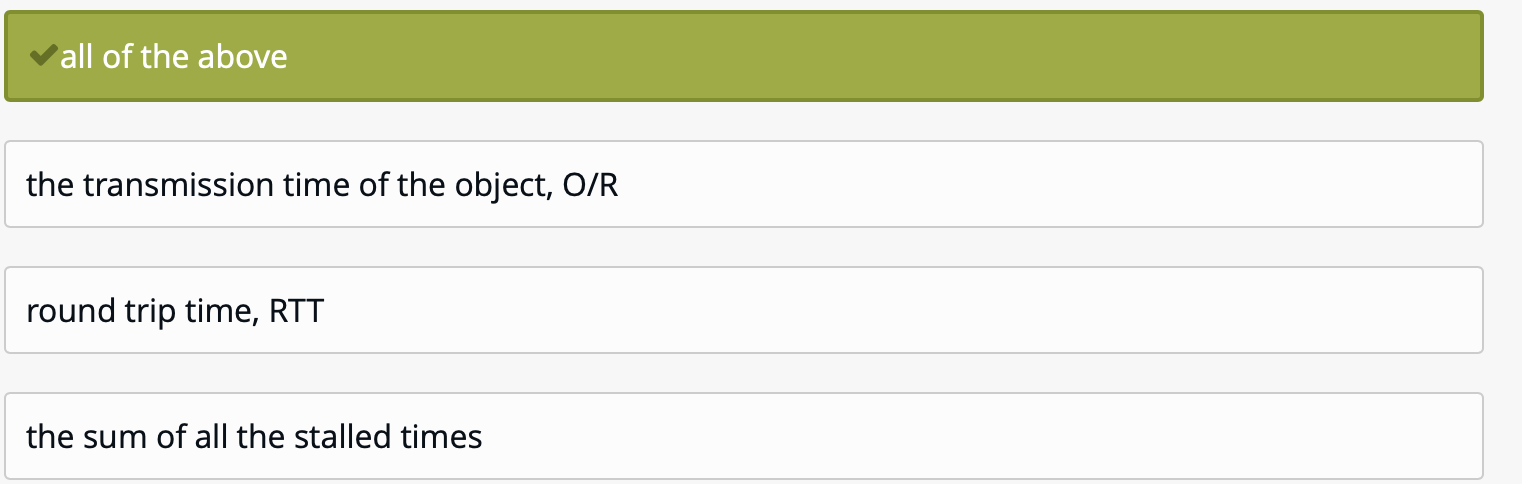 all of the above
the transmission time of the object, O/R
round trip time, RTT
the sum of all the stalled times